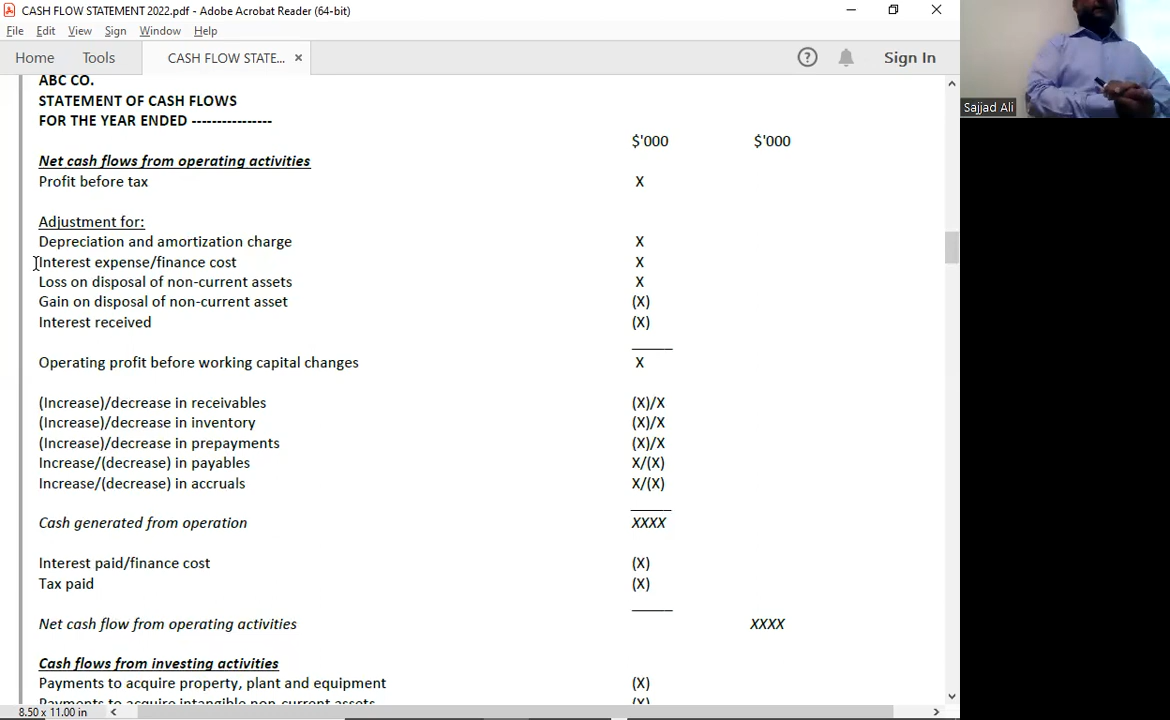 CASH FLOW STATEMENT 2022.pdf - Adobe Acrobat Reader (64-bit)
File Edit View Sign Window Help
Home Tools CASH FLOW STATE... Sign In
ABC CO.
STATEMENT OF CASH FLOWS
FOR THE YEAR ENDED ----------------
$'000 $'000
Net cash flows from operating activities
Profit before tax X
Adjustment for:
Depreciation and amortization charge X
Interest expense/finance cost X
Loss on disposal of non-current assets X
Gain on disposal of non-current asset (X)
Interest received (X)
Operating profit before working capital changes X
(Increase)/decrease in receivables (X)/X
(Increase)/decrease in inventory (X)/X
(Increase)/decrease in prepayments (X)/X
Increase/(decrease) in payables X/(X)
Increase/(decrease) in accruals X/(X)
Cash generated from operation XXXX
Interest paid/finance cost (X)
Tax paid (X)
Net cash flow from operating activities XXXX
Cash flows from investing activities
Payments to acquire property, plant and equipment (X)
Payments to acquire intangible non-current assets (X)
8.50 x 11.00 in
Sajjad Ali